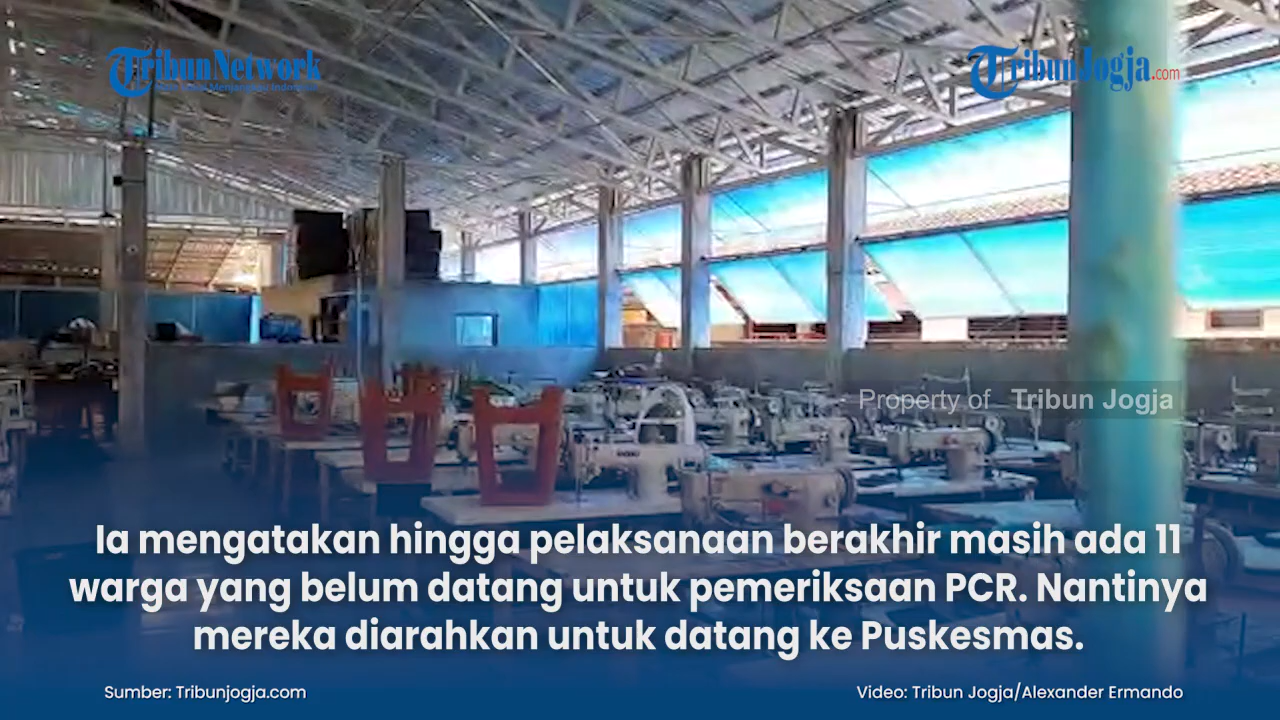 TribunNetwork
TribunJogja.com
Property of Tribun Jogja
Ia mengatakan hingga pelaksanaan berakhir masih ada 11
warga yang belum datang untuk pemeriksaan PCR. Nantinya
mereka diarahkan untuk datang ke Puskesmas.
Sumber: Tribunjogja.com
Video: Tribun Jogja/Alexander Ermando